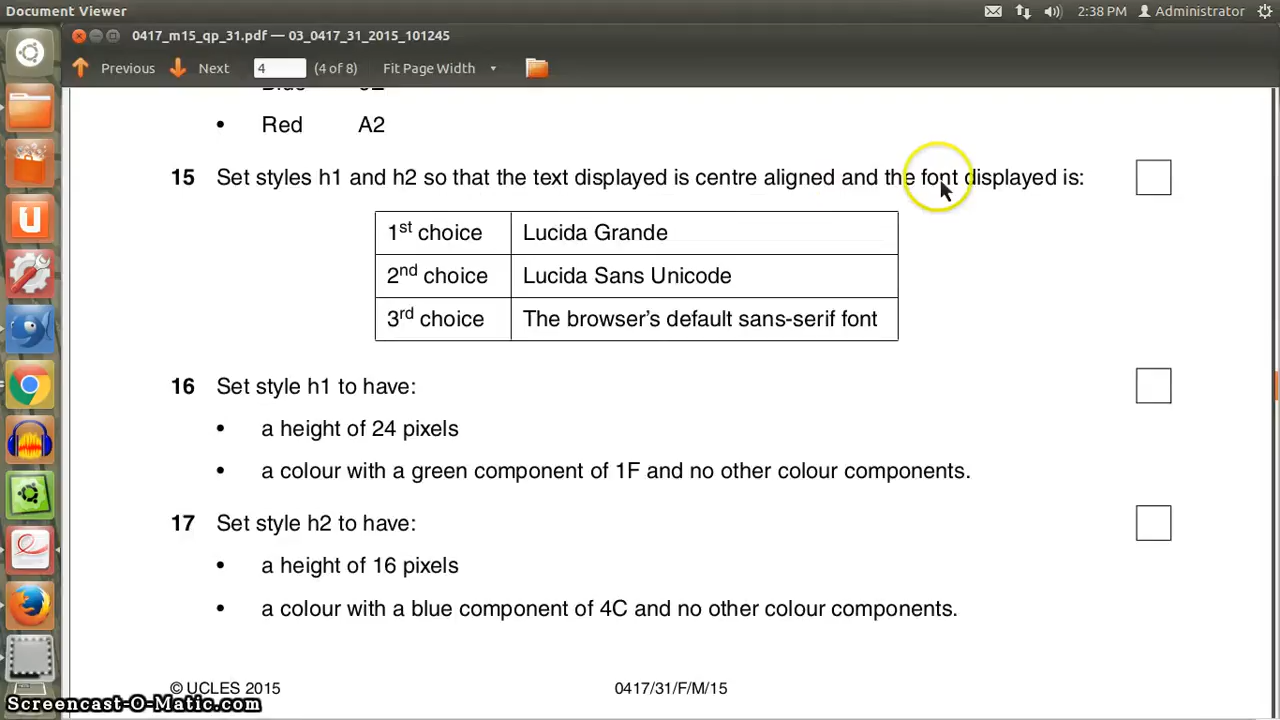 Document Viewer
2:38 PM Administrator
0417_m15_qp_31.pdf — 03_0417_31_2015_101245
Previous Next 4 (4 of 8) Fit Page Width
• Red A2
15 Set styles h1 and h2 so that the text displayed is centre aligned and the font displayed is:
1st choice Lucida Grande
2nd choice Lucida Sans Unicode
3rd choice The browser's default sans-serif font
16 Set style h1 to have:
• a height of 24 pixels
• a colour with a green component of 1F and no other colour components.
17 Set style h2 to have:
• a height of 16 pixels
• a colour with a blue component of 4C and no other colour components.
© UCLES 2015 0417/31/F/M/15
Screencast-O-Matic.com